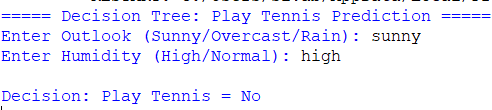 ===== Decision Tree: Play Tennis Prediction =====
Enter Outlook (Sunny/Overcast/Rain): sunny
Enter Humidity (High/Normal): high
Decision: Play Tennis = No